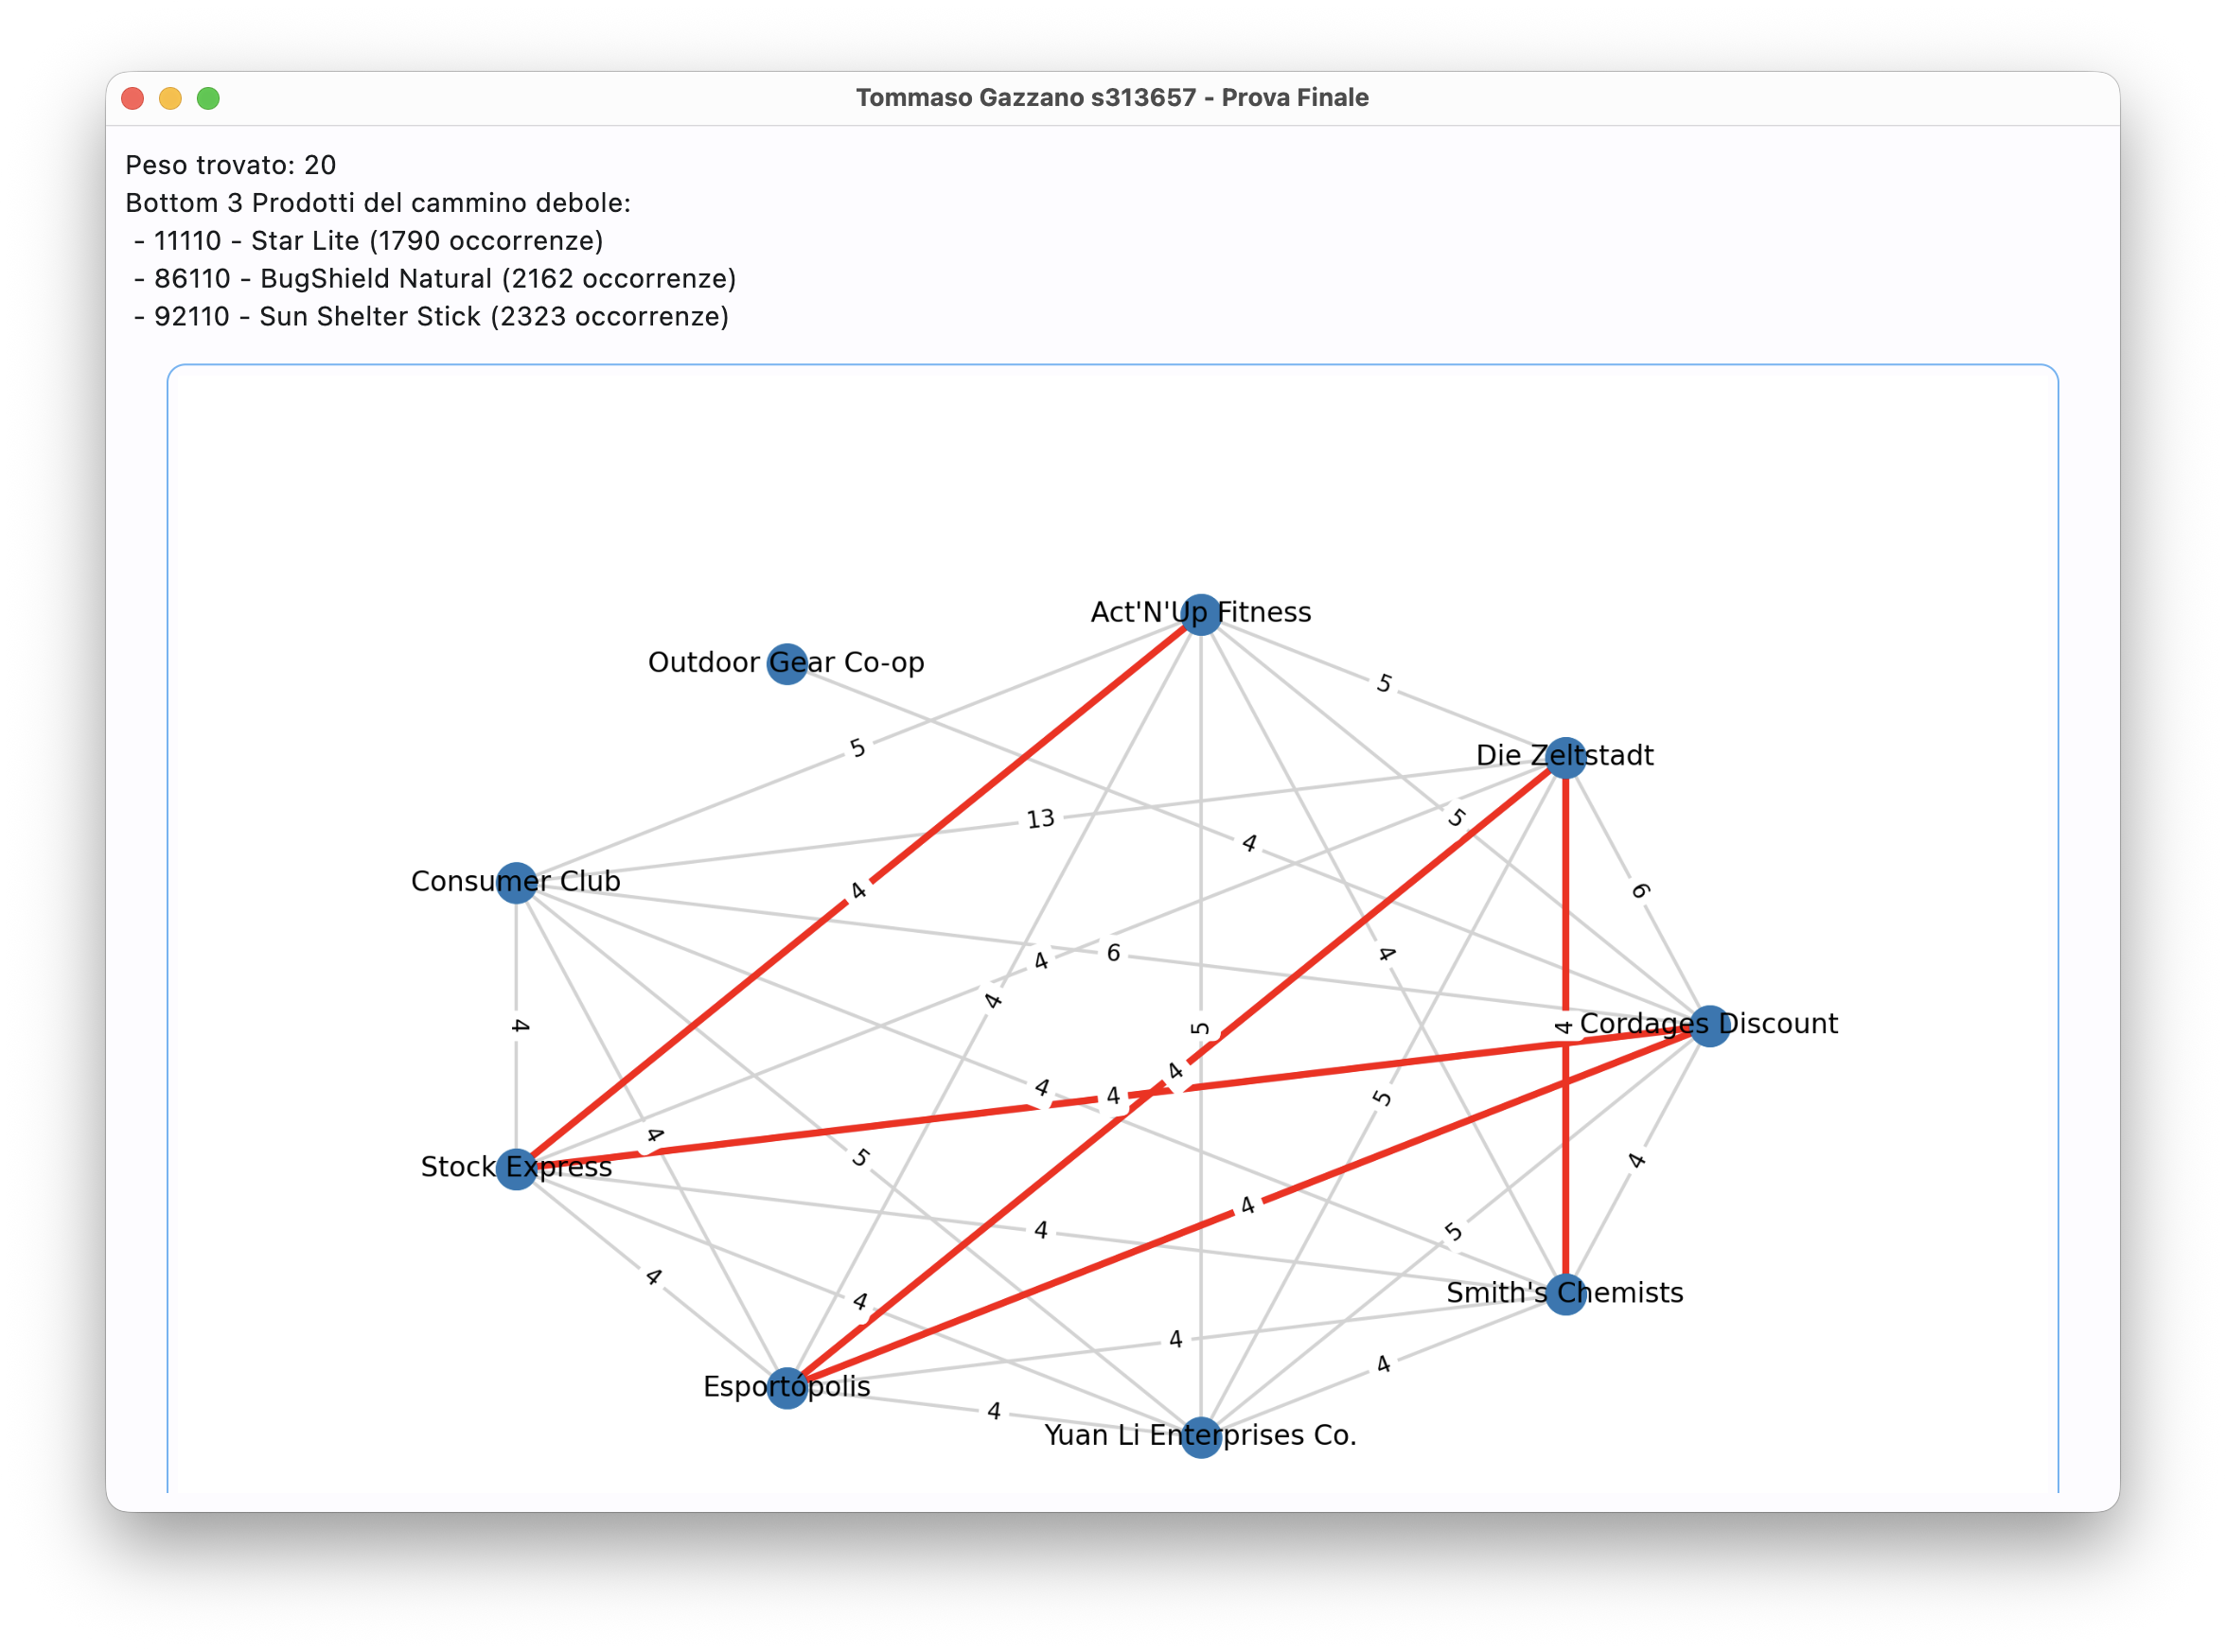 Tommaso Gazzano s313657 - Prova Finale
Peso trovato: 20
Bottom 3 Prodotti del cammino debole:
- 11110 - Star Lite (1790 occorrenze)
- 86110 - BugShield Natural (2162 occorrenze)
- 92110 - Sun Shelter Stick (2323 occorrenze)
Act'N'Up Fitness
Outdoor Gear Co-op
5
5
Die Zeltstadt
13
5
4
Consumer Club
4
6
4
6
4
4
4
5
4
Cordages Discount
4
4
4
5
4
5
4
Stock Express
4
4
5
4
4
Smith's Chemists
4
4
4
Esportópolis
4
Yuan Li Enterprises Co.